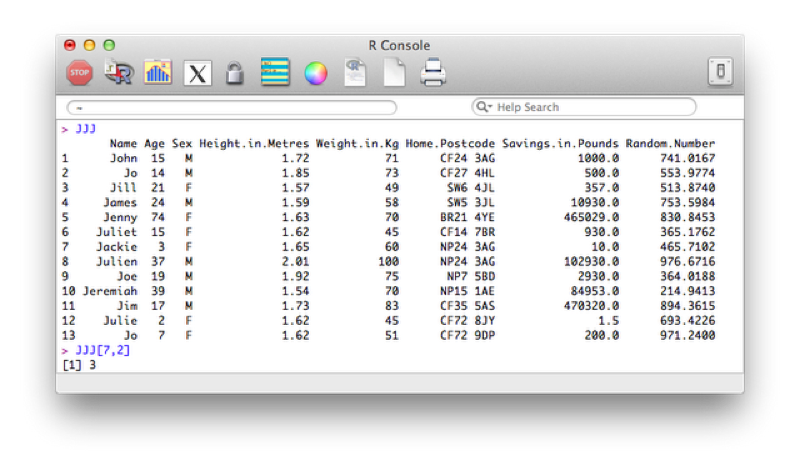 R Console
STOP
R
X
~
Help Search
> JJJ
Name Age Sex Height.in.Metres Weight.in.Kg Home.Postcode Savings.in.Pounds Random.Number
1 John 15 M 1.72 71 CF24 3AG 1000.0 741.0167
2 Jo 14 M 1.85 73 CF27 4HL 500.0 553.9774
3 Jill 21 F 1.57 49 SW6 4JL 357.0 513.8740
4 James 24 M 1.59 58 SW5 3JL 10930.0 753.5984
5 Jenny 74 F 1.63 70 BR21 4YE 465029.0 830.8453
6 Juliet 15 F 1.62 45 CF14 7BR 930.0 365.1762
7 Jackie 3 F 1.65 60 NP24 3AG 10.0 465.7102
8 Julien 37 M 2.01 100 NP24 3AG 102930.0 976.6716
9 Joe 19 M 1.92 75 NP7 5BD 2930.0 364.0188
10 Jeremiah 39 M 1.54 70 NP15 1AE 84953.0 214.9413
11 Jim 17 M 1.73 83 CF35 5AS 470320.0 894.3615
12 Julie 2 F 1.62 45 CF72 8JY 1.5 693.4226
13 Jo 7 F 1.62 51 CF72 9DP 200.0 971.2400
> JJJ[7,2]
[1] 3